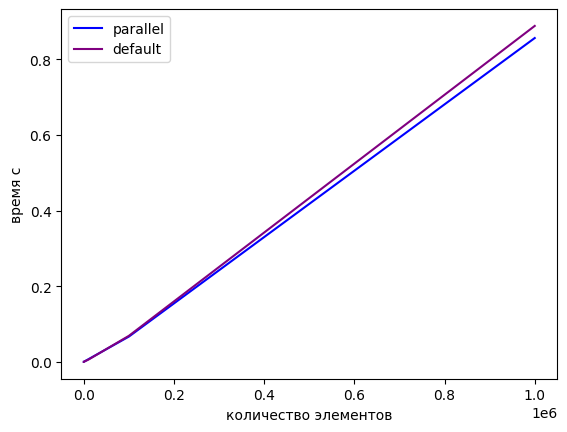 parallel
default
0.8
0.6
0.4
0.2
0.0
время с
0.0 0.2 0.4 0.6 0.8 1.0
1e6
количество элементов